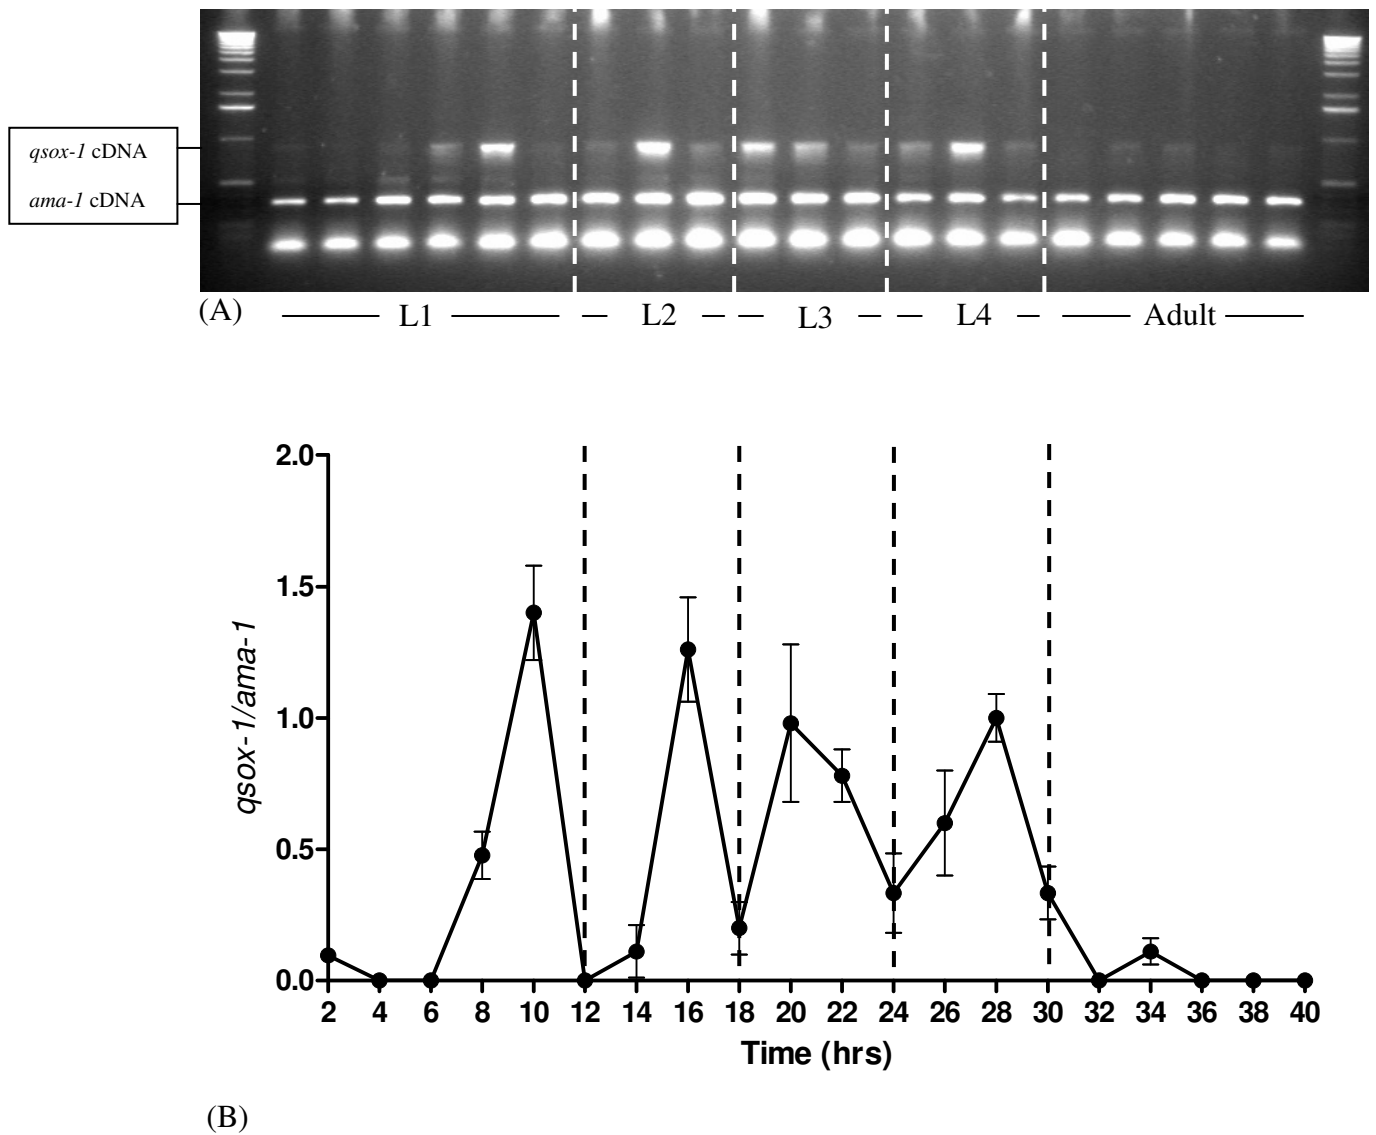 qsox-1 cDNA
ama-1 cDNA
(A)
L1 L2 L3 L4 Adult
2.0
1.5
1.0
0.5
0.0
qsox-1/ama-1
2 4 6 8 10 12 14 16 18 20 22 24 26 28 30 32 34 36 38 40
Time (hrs)
(B)